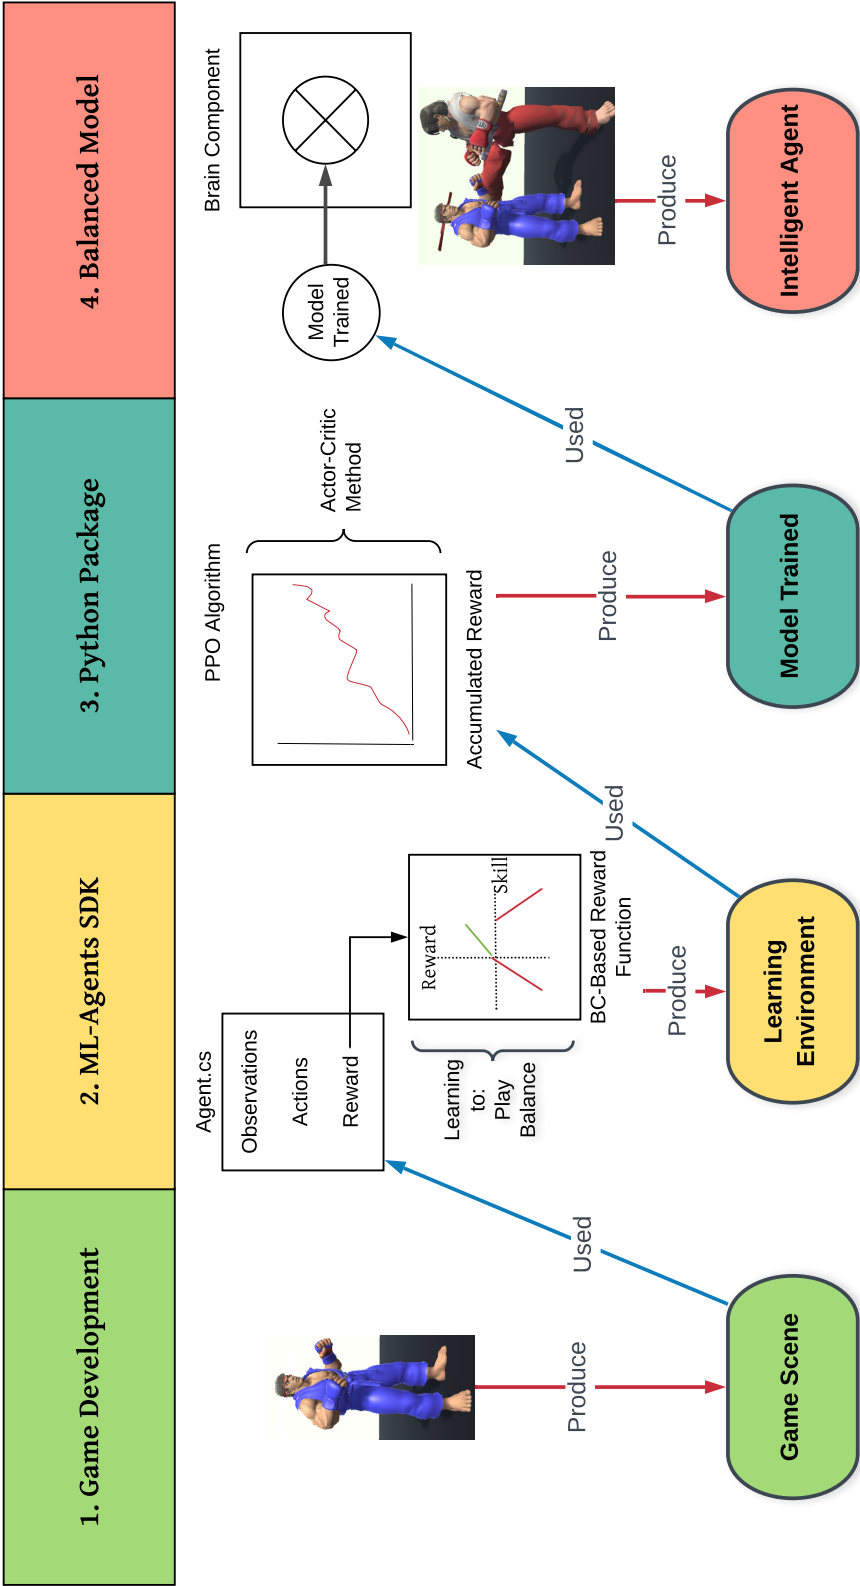 1. Game Development
2. ML-Agents SDK
3. Python Package
4. Balanced Model
Produce
Game Scene
Used
Agent.cs
Observations
Actions
Reward
Learning
to:
Play
Balance
Reward
Skill
BC-Based Reward
Function
Produce
Learning
Environment
Used
PPO Algorithm
Accumulated Reward
Actor-Critic
Method
Produce
Model Trained
Used
Model
Trained
Brain Component
Produce
Intelligent Agent